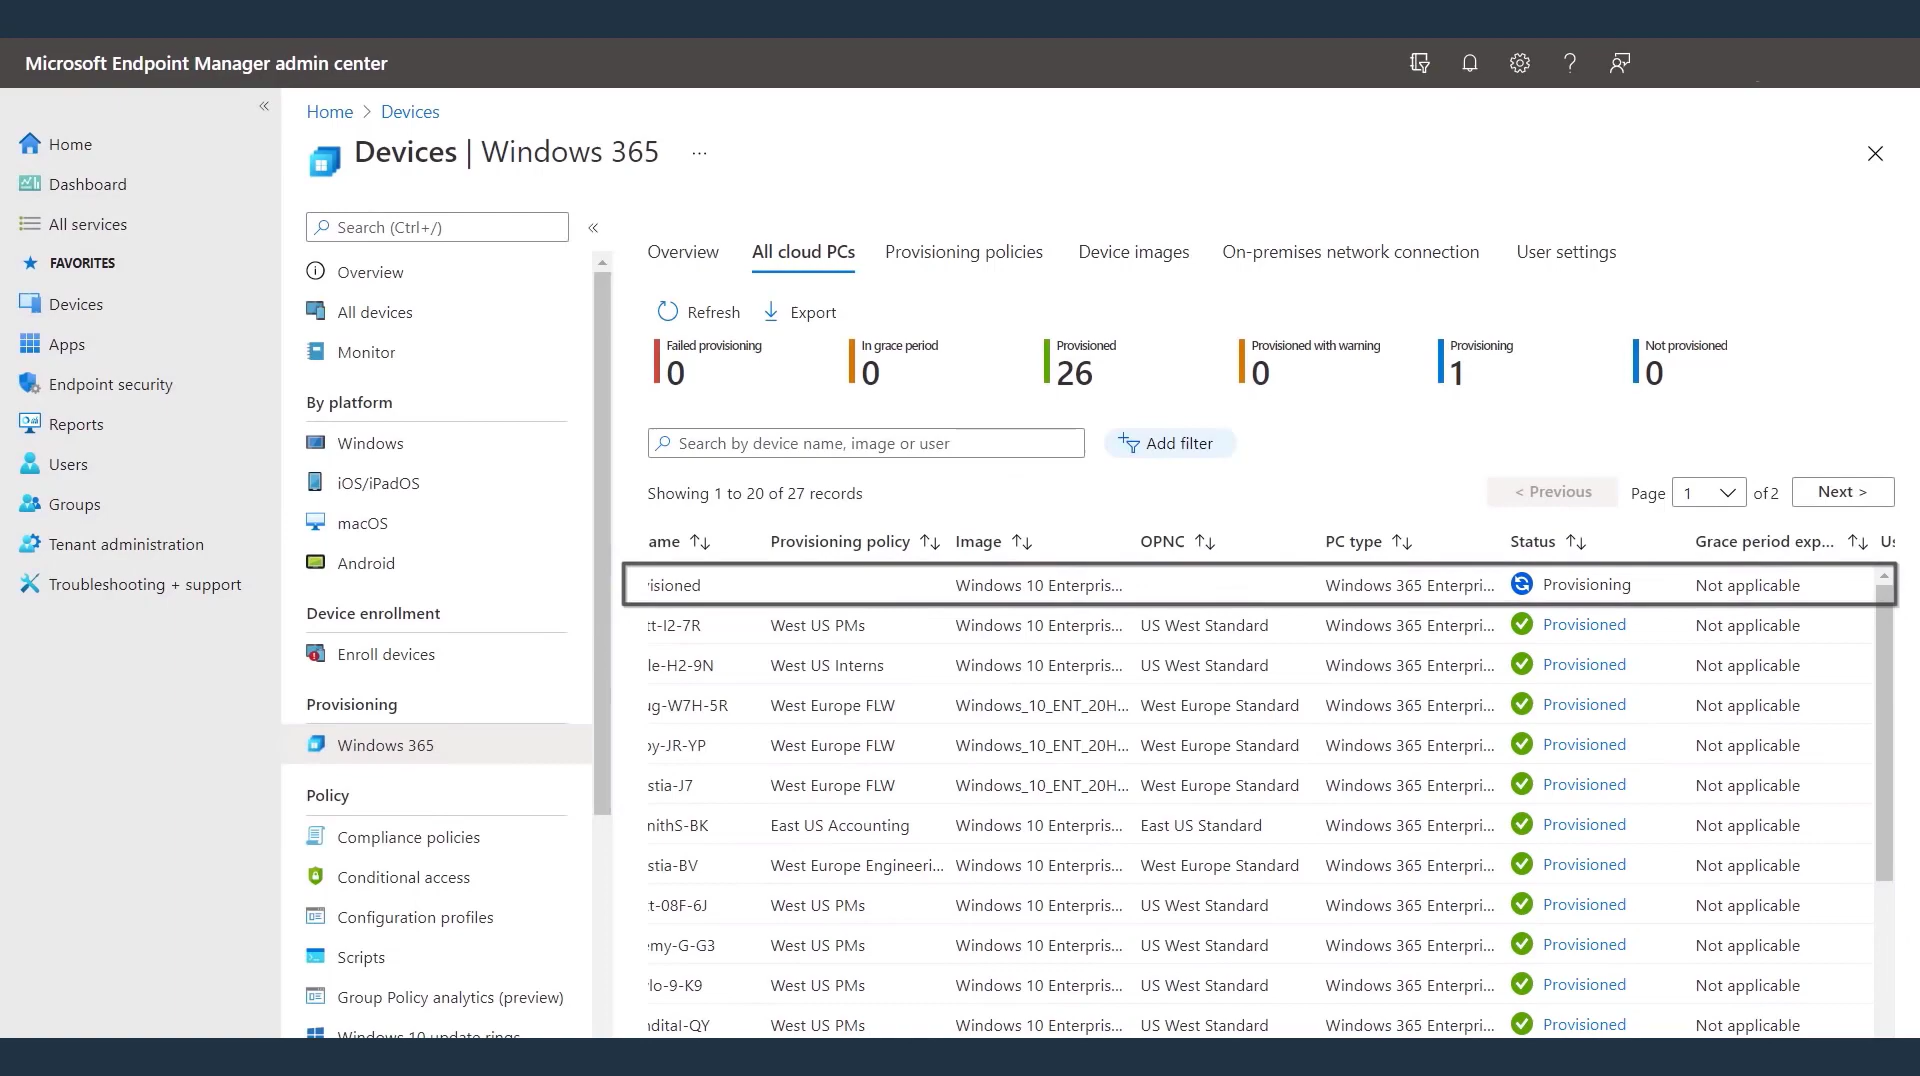 Microsoft Endpoint Manager admin center
Home
Dashboard
All services
FAVORITES
Devices
Apps
Endpoint security
Reports
Users
Groups
Tenant administration
Troubleshooting + support
Home > Devices
Devices | Windows 365 ...
Search (Ctrl+/)
Overview
All devices
Monitor
By platform
Windows
iOS/iPadOS
macOS
Android
Device enrollment
Enroll devices
Provisioning
Windows 365
Policy
Compliance policies
Conditional access
Configuration profiles
Scripts
Group Policy analytics (preview)
Windows 10 update rings
Overview All cloud PCs Provisioning policies Device images On-premises network connection User settings
Refresh Export
Failed provisioning In grace period Provisioned Provisioned with warning Provisioning Not provisioned
0 0 26 0 1 0
Search by device name, image or user Add filter
Showing 1 to 20 of 27 records < Previous Page 1 of 2 Next >
ame Provisioning policy Image OPNC PC type Status Grace period exp... Us
visioned Windows 10 Enterpris... Windows 365 Enterpri... Provisioning Not applicable
tt-I2-7R West US PMs Windows 10 Enterpris... US West Standard Windows 365 Enterpri... Provisioned Not applicable
le-H2-9N West US Interns Windows 10 Enterpris... US West Standard Windows 365 Enterpri... Provisioned Not applicable
ug-W7H-5R West Europe FLW Windows_10_ENT_20H... West Europe Standard Windows 365 Enterpri... Provisioned Not applicable
by-JR-YP West Europe FLW Windows_10_ENT_20H... West Europe Standard Windows 365 Enterpri... Provisioned Not applicable
stia-J7 West Europe FLW Windows_10_ENT_20H... West Europe Standard Windows 365 Enterpri... Provisioned Not applicable
nithS-BK East US Accounting Windows 10 Enterpris... East US Standard Windows 365 Enterpri... Provisioned Not applicable
stia-BV West Europe Engineeri... Windows 10 Enterpris... West Europe Standard Windows 365 Enterpri... Provisioned Not applicable
tt-08F-6J West US PMs Windows 10 Enterpris... US West Standard Windows 365 Enterpri... Provisioned Not applicable
emy-G-G3 West US PMs Windows 10 Enterpris... US West Standard Windows 365 Enterpri... Provisioned Not applicable
lo-9-K9 West US PMs Windows 10 Enterpris... US West Standard Windows 365 Enterpri... Provisioned Not applicable
nditaI-QY West US PMs Windows 10 Enterpris... US West Standard Windows 365 Enterpri... Provisioned Not applicable